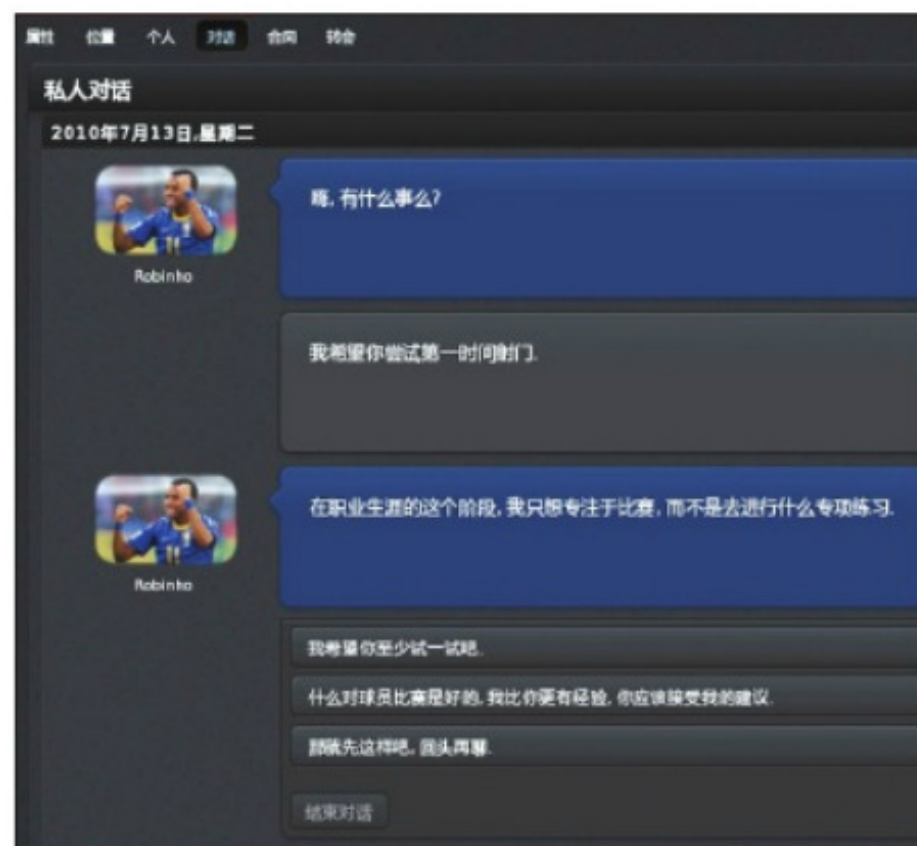 属性 位置 个人 对话 合同 转会
私人对话
2010年7月13日,星期二
嗨, 有什么事么?
Robinho
我希望你尝试第一时间射门.
在职业生涯的这个阶段, 我只想专注于比赛, 而不是去进行什么专项练习.
Robinho
我希望你至少试一试吧.
什么对球员比赛是好的, 我比你更有经验, 你应该接受我的建议.
那就先这样吧, 回头再聊.
结束对话